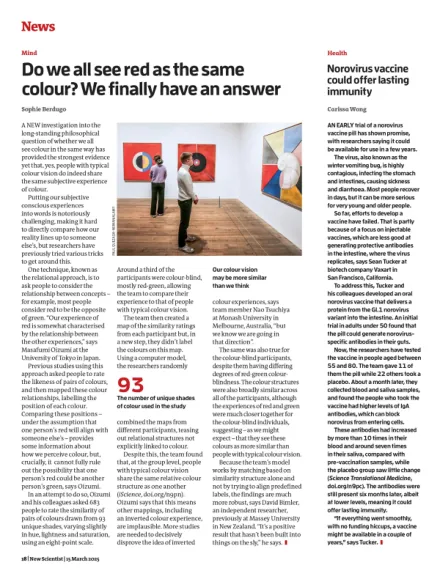 News
Mind
Do we all see red as the same
colour? We finally have an answer
Sophie Berdugo
A NEW investigation into the
long-standing philosophical
question of whether we all
see colour in the same way has
provided the strongest evidence
yet that, yes, people with typical
colour vision do indeed share
the same subjective experience
of colour.
Putting our subjective
conscious experiences
into words is notoriously
challenging, making it hard
to directly compare how our
reality lines up to someone
else's, but researchers have
previously tried various tricks
to get around this.
One technique, known as
the relational approach, is to
ask people to consider the
relationship between concepts –
for example, most people
consider red to be the opposite
of green. "Our experience of
red is somewhat characterised
by the relationship between
the other experiences," says
Masafumi Oizumi at the
University of Tokyo in Japan.
Previous studies using this
approach asked people to rate
the likeness of pairs of colours,
and then mapped these colour
relationships, labelling the
position of each colour.
Comparing these positions –
under the assumption that
one person's red will align with
someone else's – provides
some information about
how we perceive colour, but,
crucially, it cannot fully rule
out the possibility that one
person's red could be another
person's green, says Oizumi.
In an attempt to do so, Oizumi
and his colleagues asked 683
people to rate the similarity of
pairs of colours drawn from 93
unique shades, varying slightly
in hue, lightness and saturation,
using an eight-point scale.
Around a third of the
participants were colour-blind,
mostly red-green, allowing
the team to compare their
experience to that of people
with typical colour vision.
The team then created a
map of the similarity ratings
from each participant but, in
a new step, they didn't label
the colours on this map.
Using a computer model,
the researchers randomly
93
The number of unique shades
of colour used in the study
combined the maps from
different participants, teasing
out relational structures not
explicitly linked to colour.
Despite this, the team found
that, at the group level, people
with typical colour vision
share the same relative colour
structure as one another
Oizumi says that this means
other mappings, including
an inverted colour experience,
are implausible. More studies
are needed to decisively
disprove the idea of inverted
Our colour vision
may be more similar
than we think
colour experiences, says
team member Nao Tsuchiya
at Monash University in
Melbourne, Australia, "but
we know we are going in
that direction".
The same was also true for
the colour-blind participants,
despite them having differing
degrees of red-green colour-
blindness. The colour structures
were also broadly similar across
all of the participants, although
the experiences of red and green
were much closer together for
the colour-blind individuals,
suggesting – as we might
expect – that they see these
colours as more similar than
people with typical colour vision.
Because the team's model
works by matching based on
similarity structure alone and
not by trying to align predefined
labels, the findings are much
more robust, says David Bimler,
an independent researcher,
previously at Massey University
in New Zealand. "It's a positive
result that hasn't been built into
things on the sly," he says.
Health
Norovirus vaccine
could offer lasting
immunity
Carissa Wong
AN EARLY trial of a norovirus
vaccine pill has shown promise,
with researchers saying it could
be available for use in a few years.
The virus, also known as the
winter vomiting bug, is highly
contagious, infecting the stomach
and intestines, causing sickness
and diarrhoea. Most people recover
in days, but it can be more serious
for very young and older people.
So far, efforts to develop a
vaccine have failed. That is partly
because of a focus on injectable
vaccines, which are less good at
generating protective antibodies
in the intestine, where the virus
replicates, says Sean Tucker at
biotech company Vaxart in
San Francisco, California.
To address this, Tucker and
his colleagues developed an oral
norovirus vaccine that delivers a
protein from the GI.1 norovirus
variant into the intestine. An initial
trial in adults under 50 found that
the pill could generate norovirus-
specific antibodies in their guts.
Now, the researchers have tested
the vaccine in people aged between
55 and 80. The team gave 11 of
them the pill while 22 others took a
placebo. About a month later, they
collected blood and saliva samples,
and found the people who took the
vaccine had higher levels of IgA
antibodies, which can block
norovirus from entering cells.
These antibodies had increased
by more than 10 times in their
blood and around seven times
in their saliva, compared with
pre-vaccination samples, while
the placebo group saw little change
(Science Translational Medicine,
doi.org/n9pc). The antibodies were
still present six months later, albeit
at lower levels, meaning it could
offer lasting immunity.
"If everything went smoothly,
with no funding hiccups, a vaccine
might be available in a couple of
years," says Tucker.
18 | New Scientist | 15 March 2025